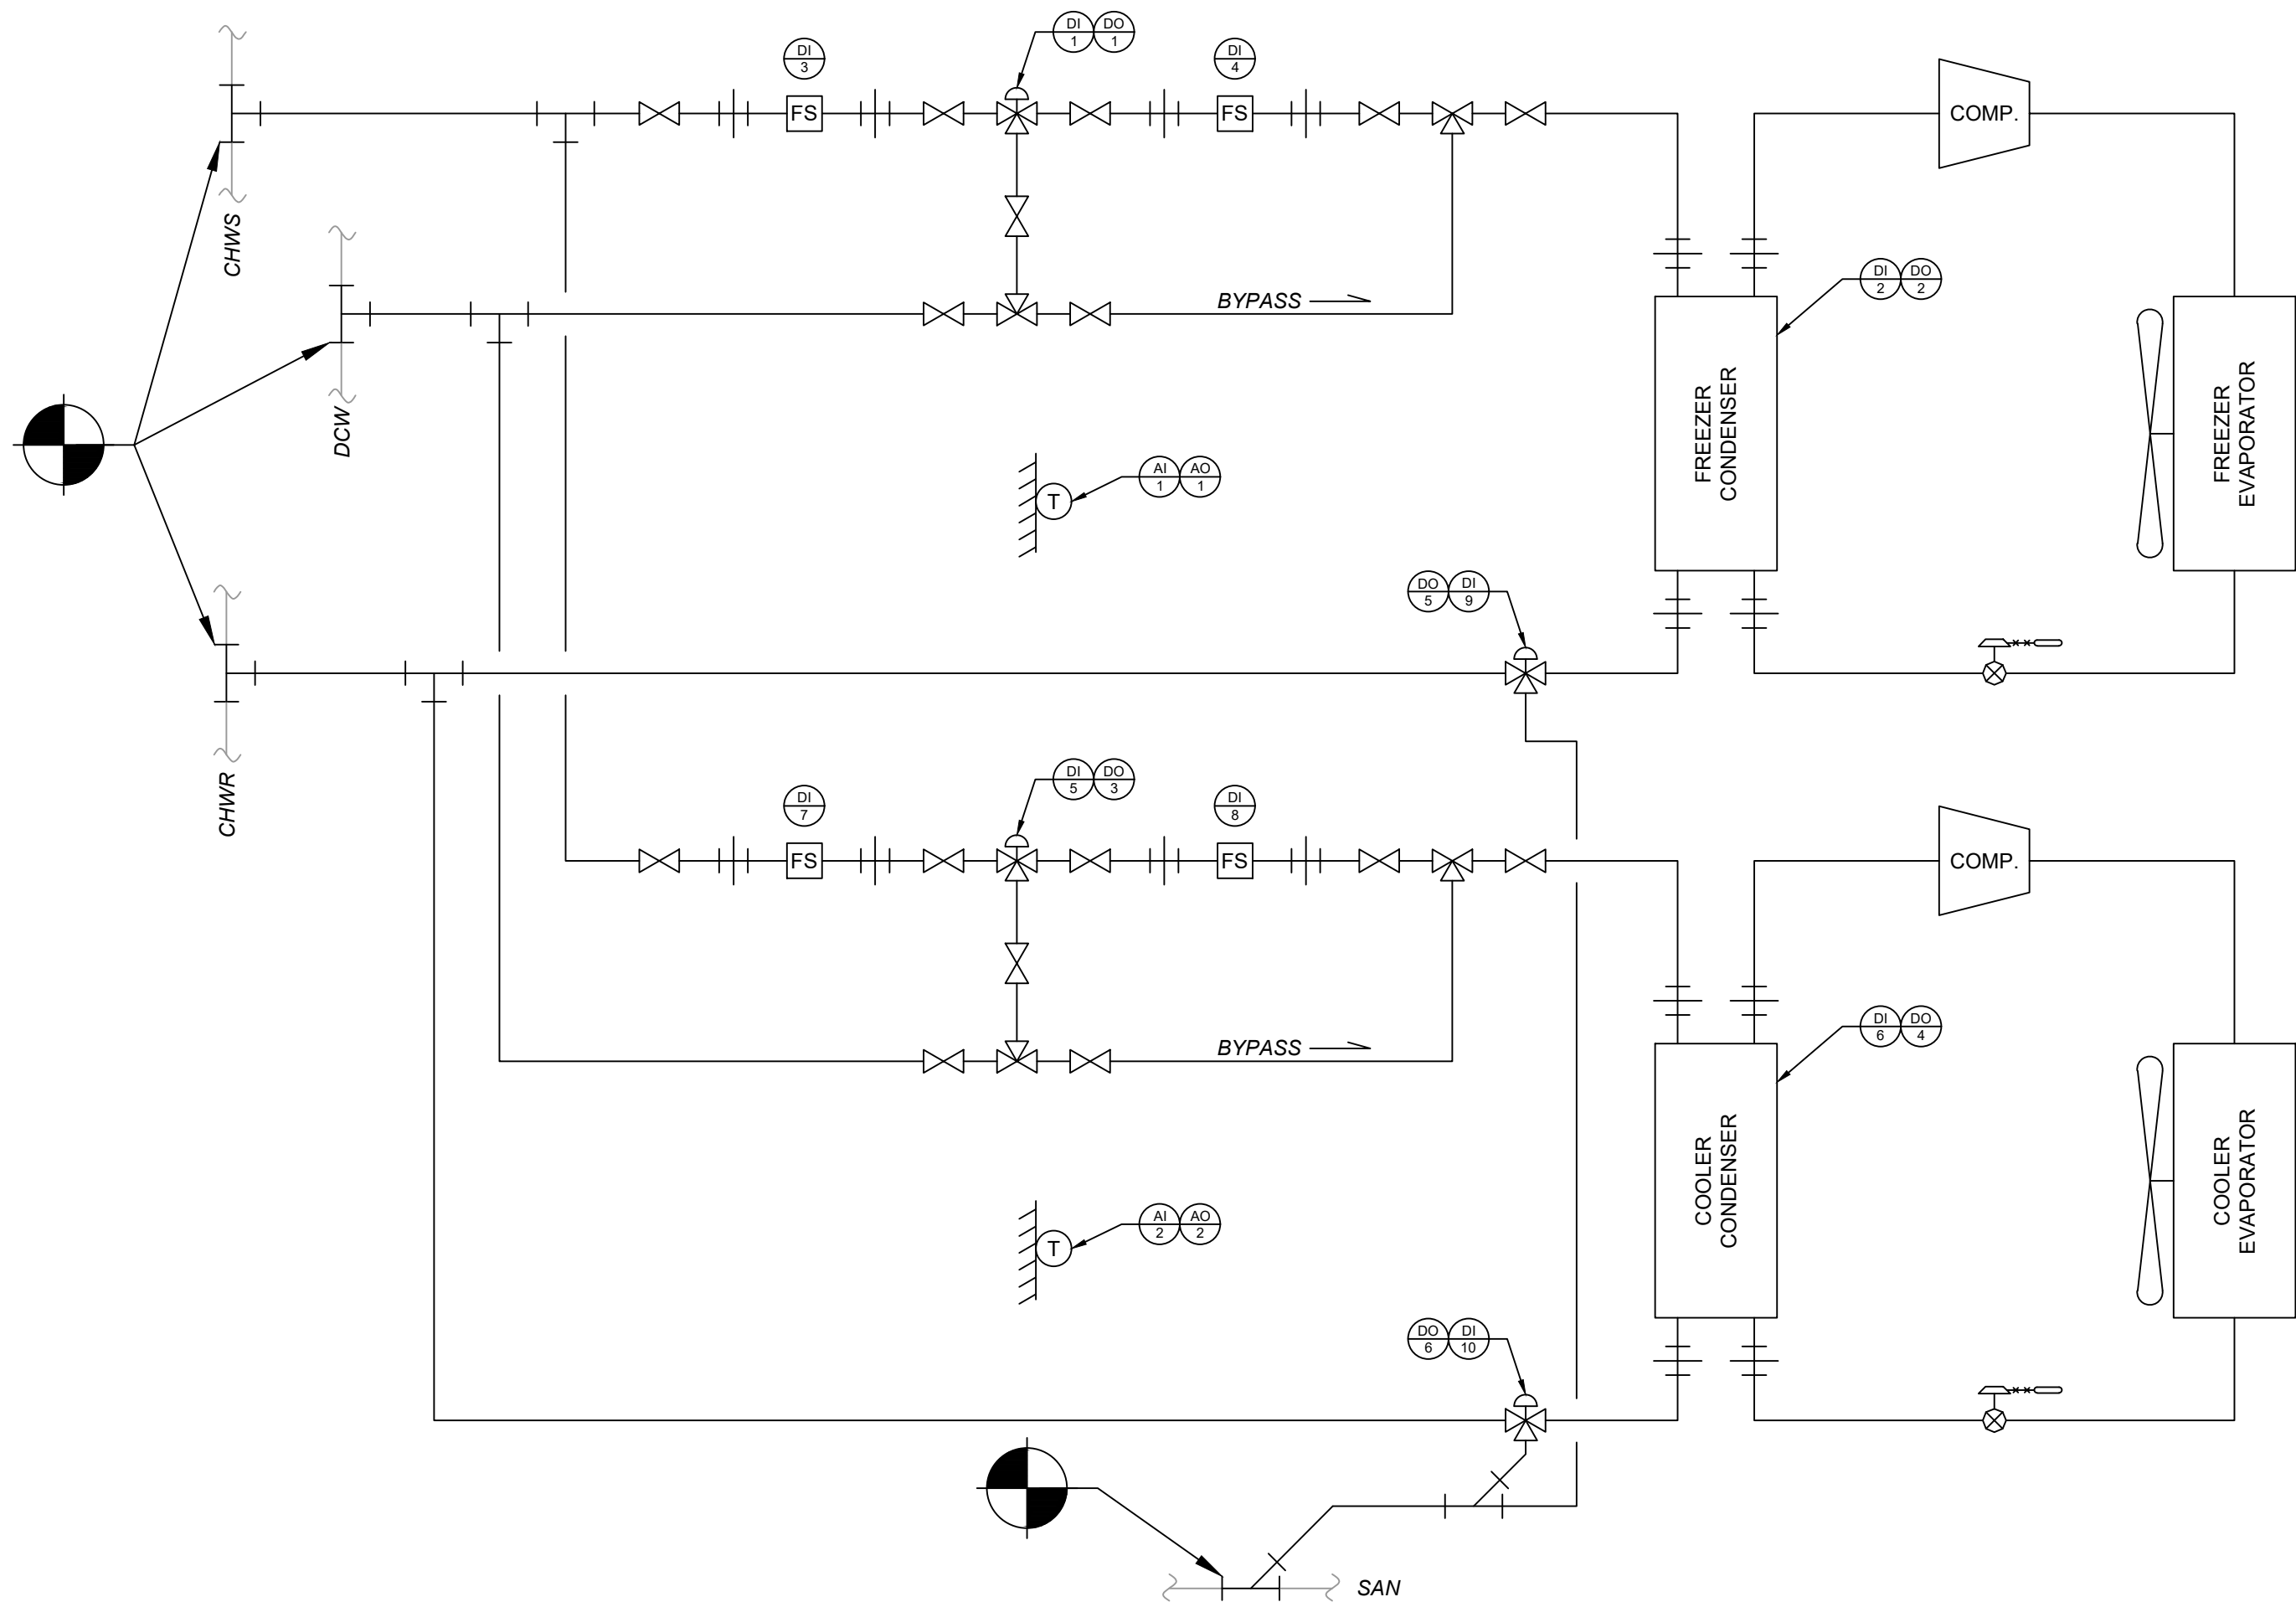 DI
1
DO
1
DI
3
DI
4
FS
FS
COMP.
CHWS
DI
2
DO
2
BYPASS
DCW
FREEZER
CONDENSER
FREEZER
EVAPORATOR
AI
1
AO
1
T
DO
5
DI
9
CHWR
DI
5
DO
3
DI
7
DI
8
FS
FS
COMP.
DI
6
DO
4
BYPASS
COOLER
CONDENSER
COOLER
EVAPORATOR
AI
2
AO
2
T
DO
6
DI
10
SAN